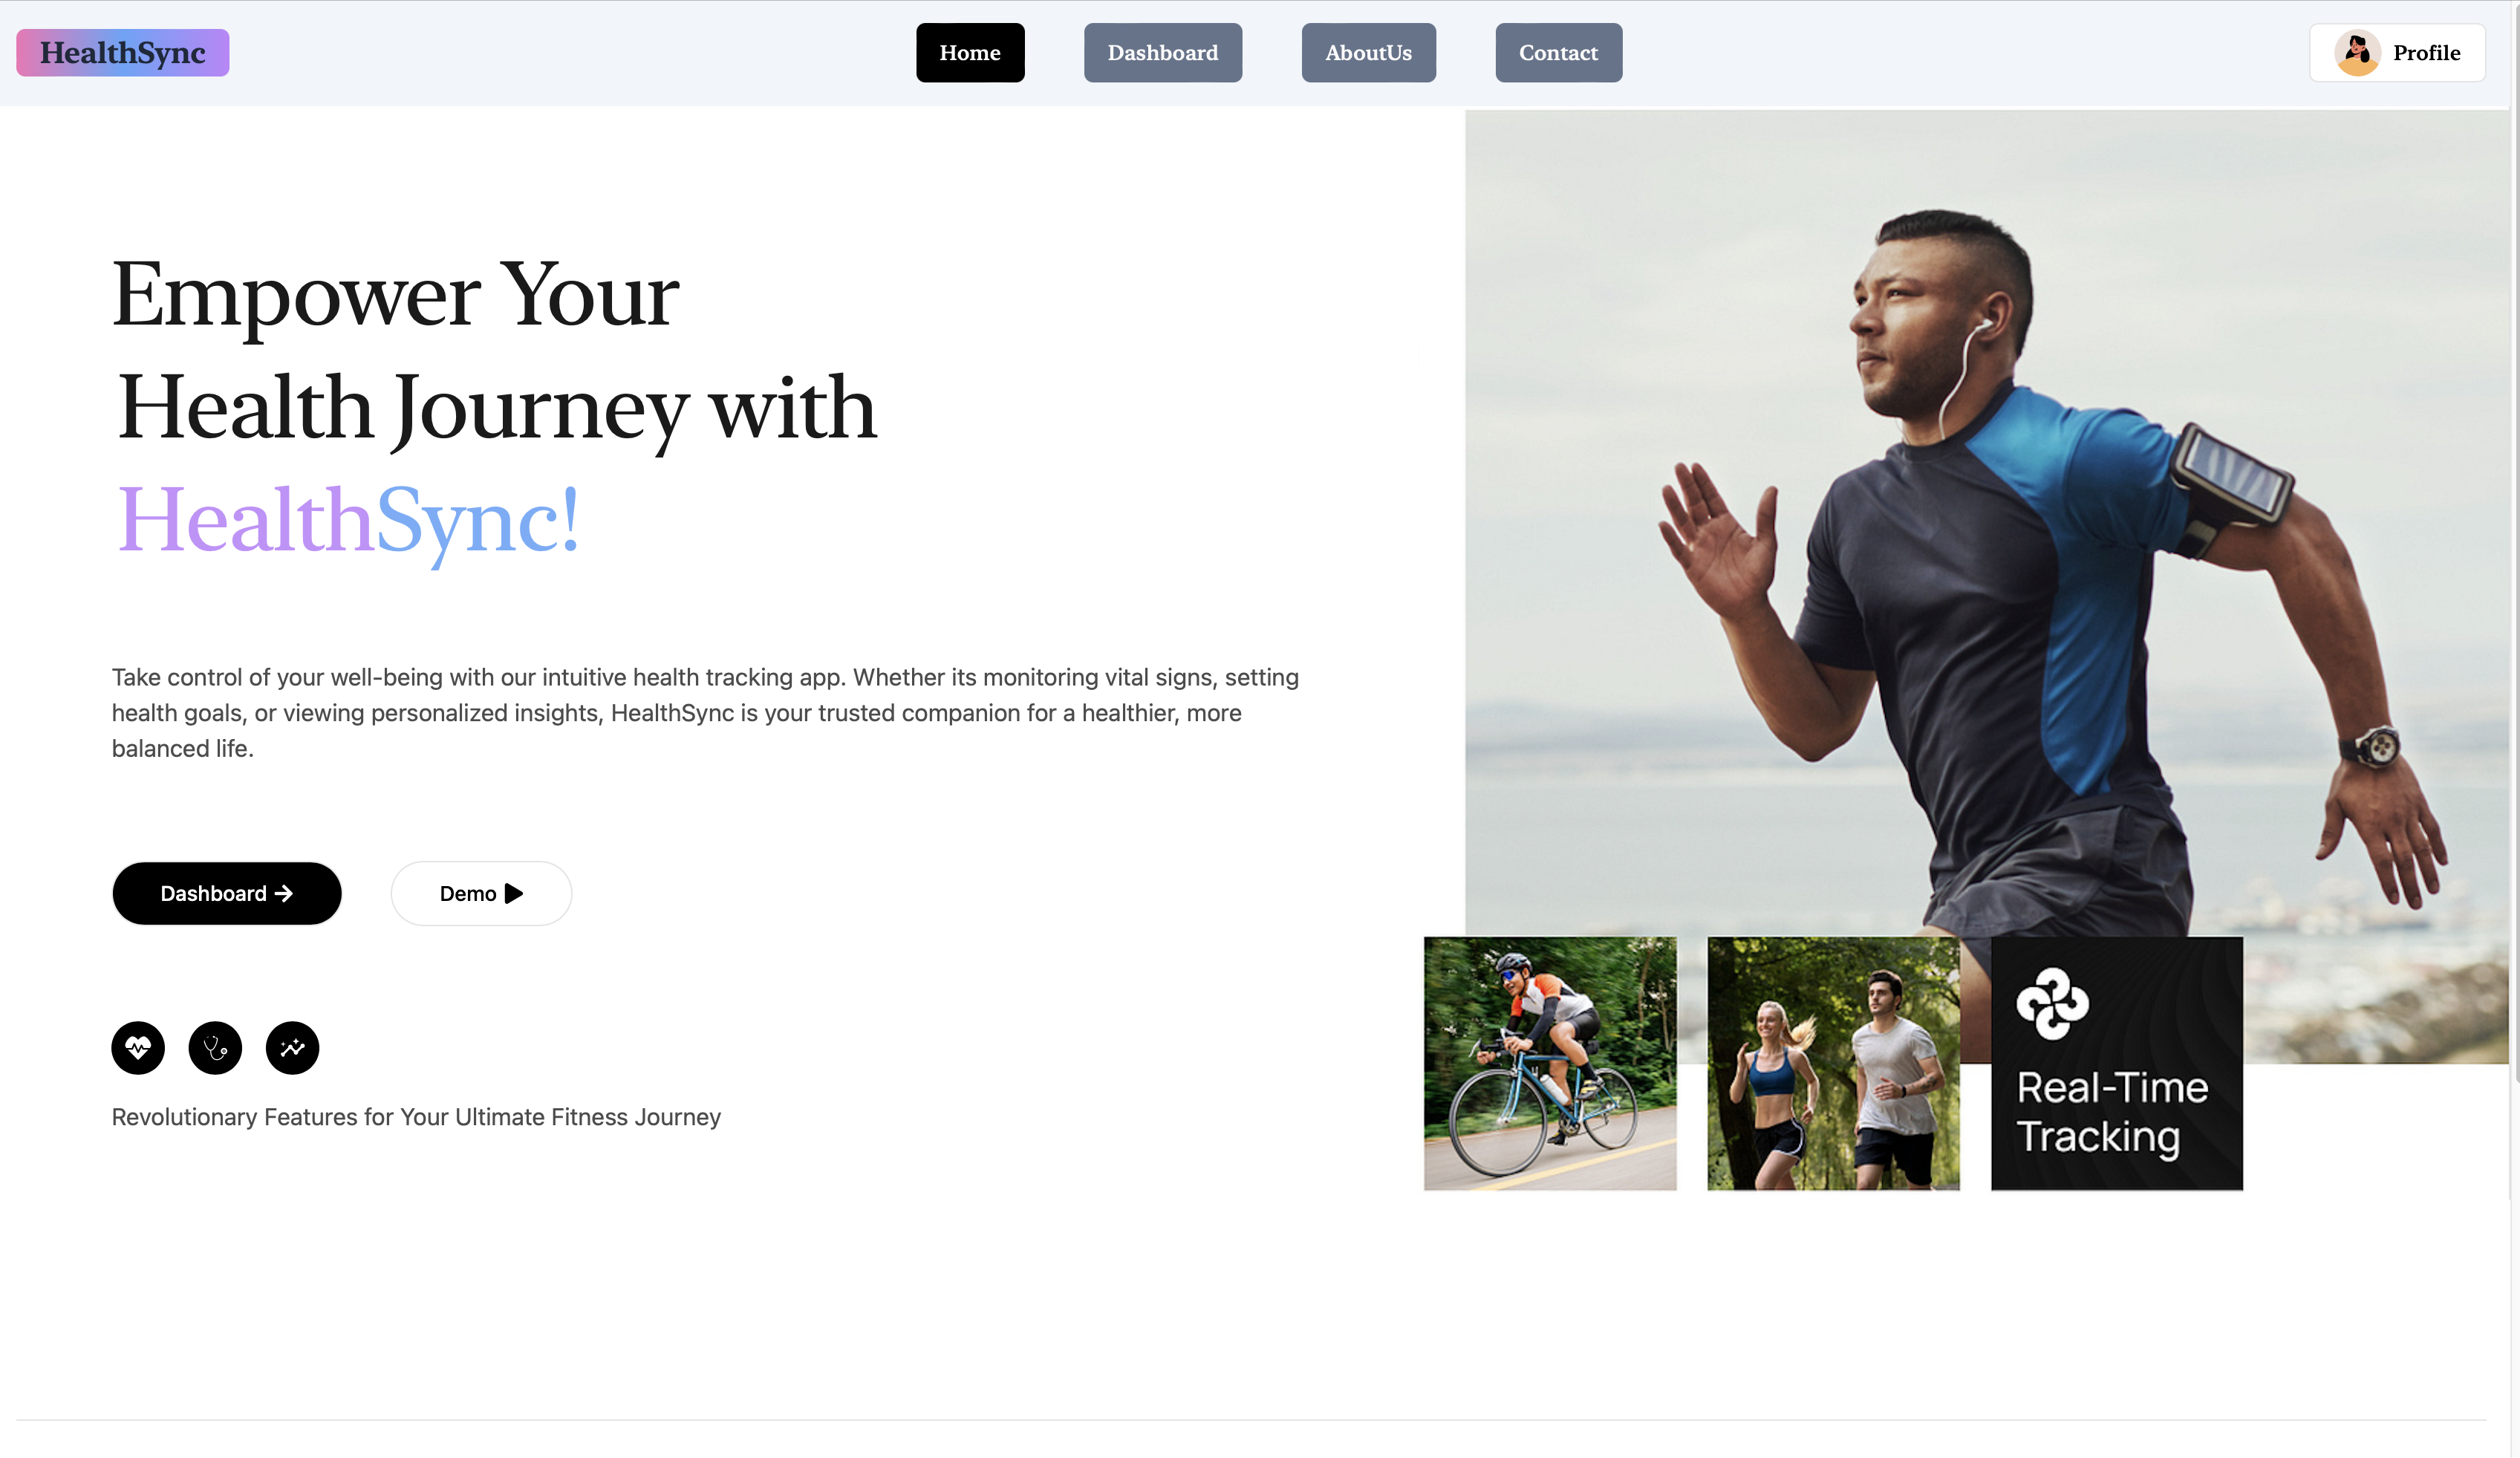 HealthSync
Home
Dashboard
AboutUs
Contact
Profile
Empower Your
Health Journey with
HealthSync!
Take control of your well-being with our intuitive health tracking app. Whether its monitoring vital signs, setting
health goals, or viewing personalized insights, HealthSync is your trusted companion for a healthier, more
balanced life.
Dashboard
Demo
Revolutionary Features for Your Ultimate Fitness Journey
Real-Time
Tracking